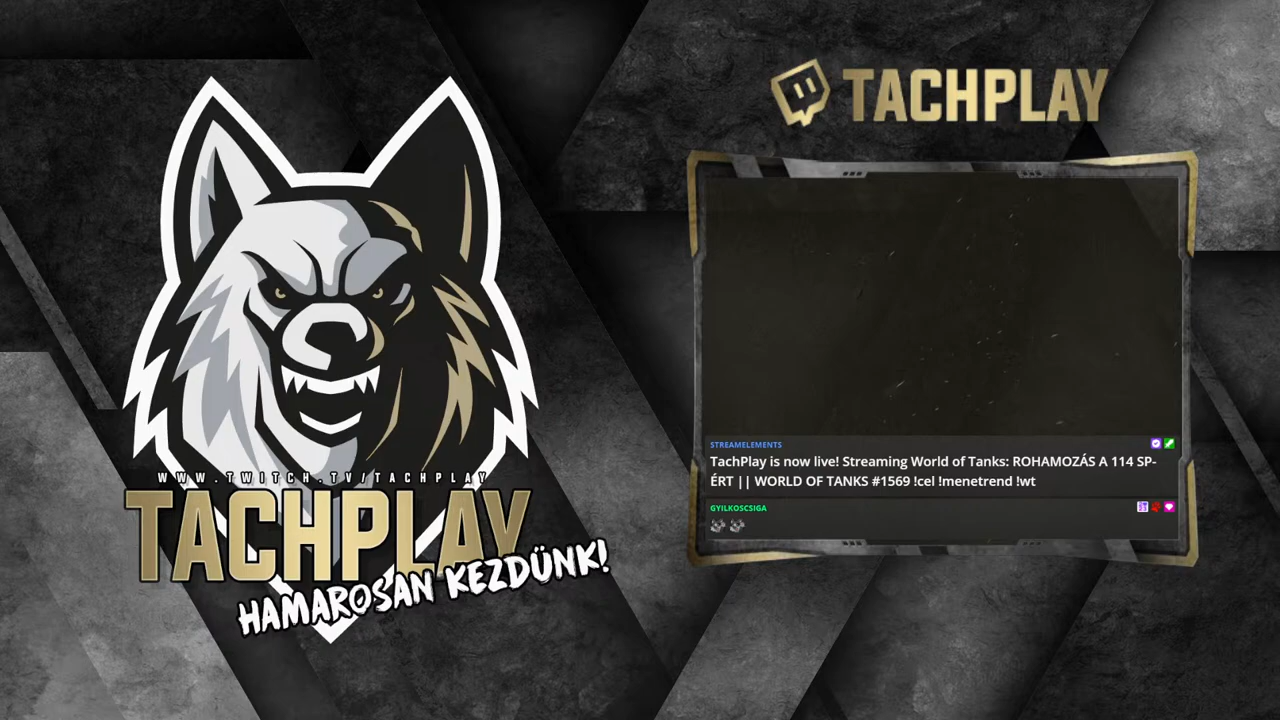 WWW.TWITCH.TV/TACHPLAY
TACHPLAY
HAMAROSAN KEZDÜNK!
TACHPLAY
STREAMELEMENTS
TachPlay is now live! Streaming World of Tanks: ROHAMOZÁS A 114 SP-
ÉRT || WORLD OF TANKS #1569 !cel !menetrend !wt
GYILKOSCSIGA